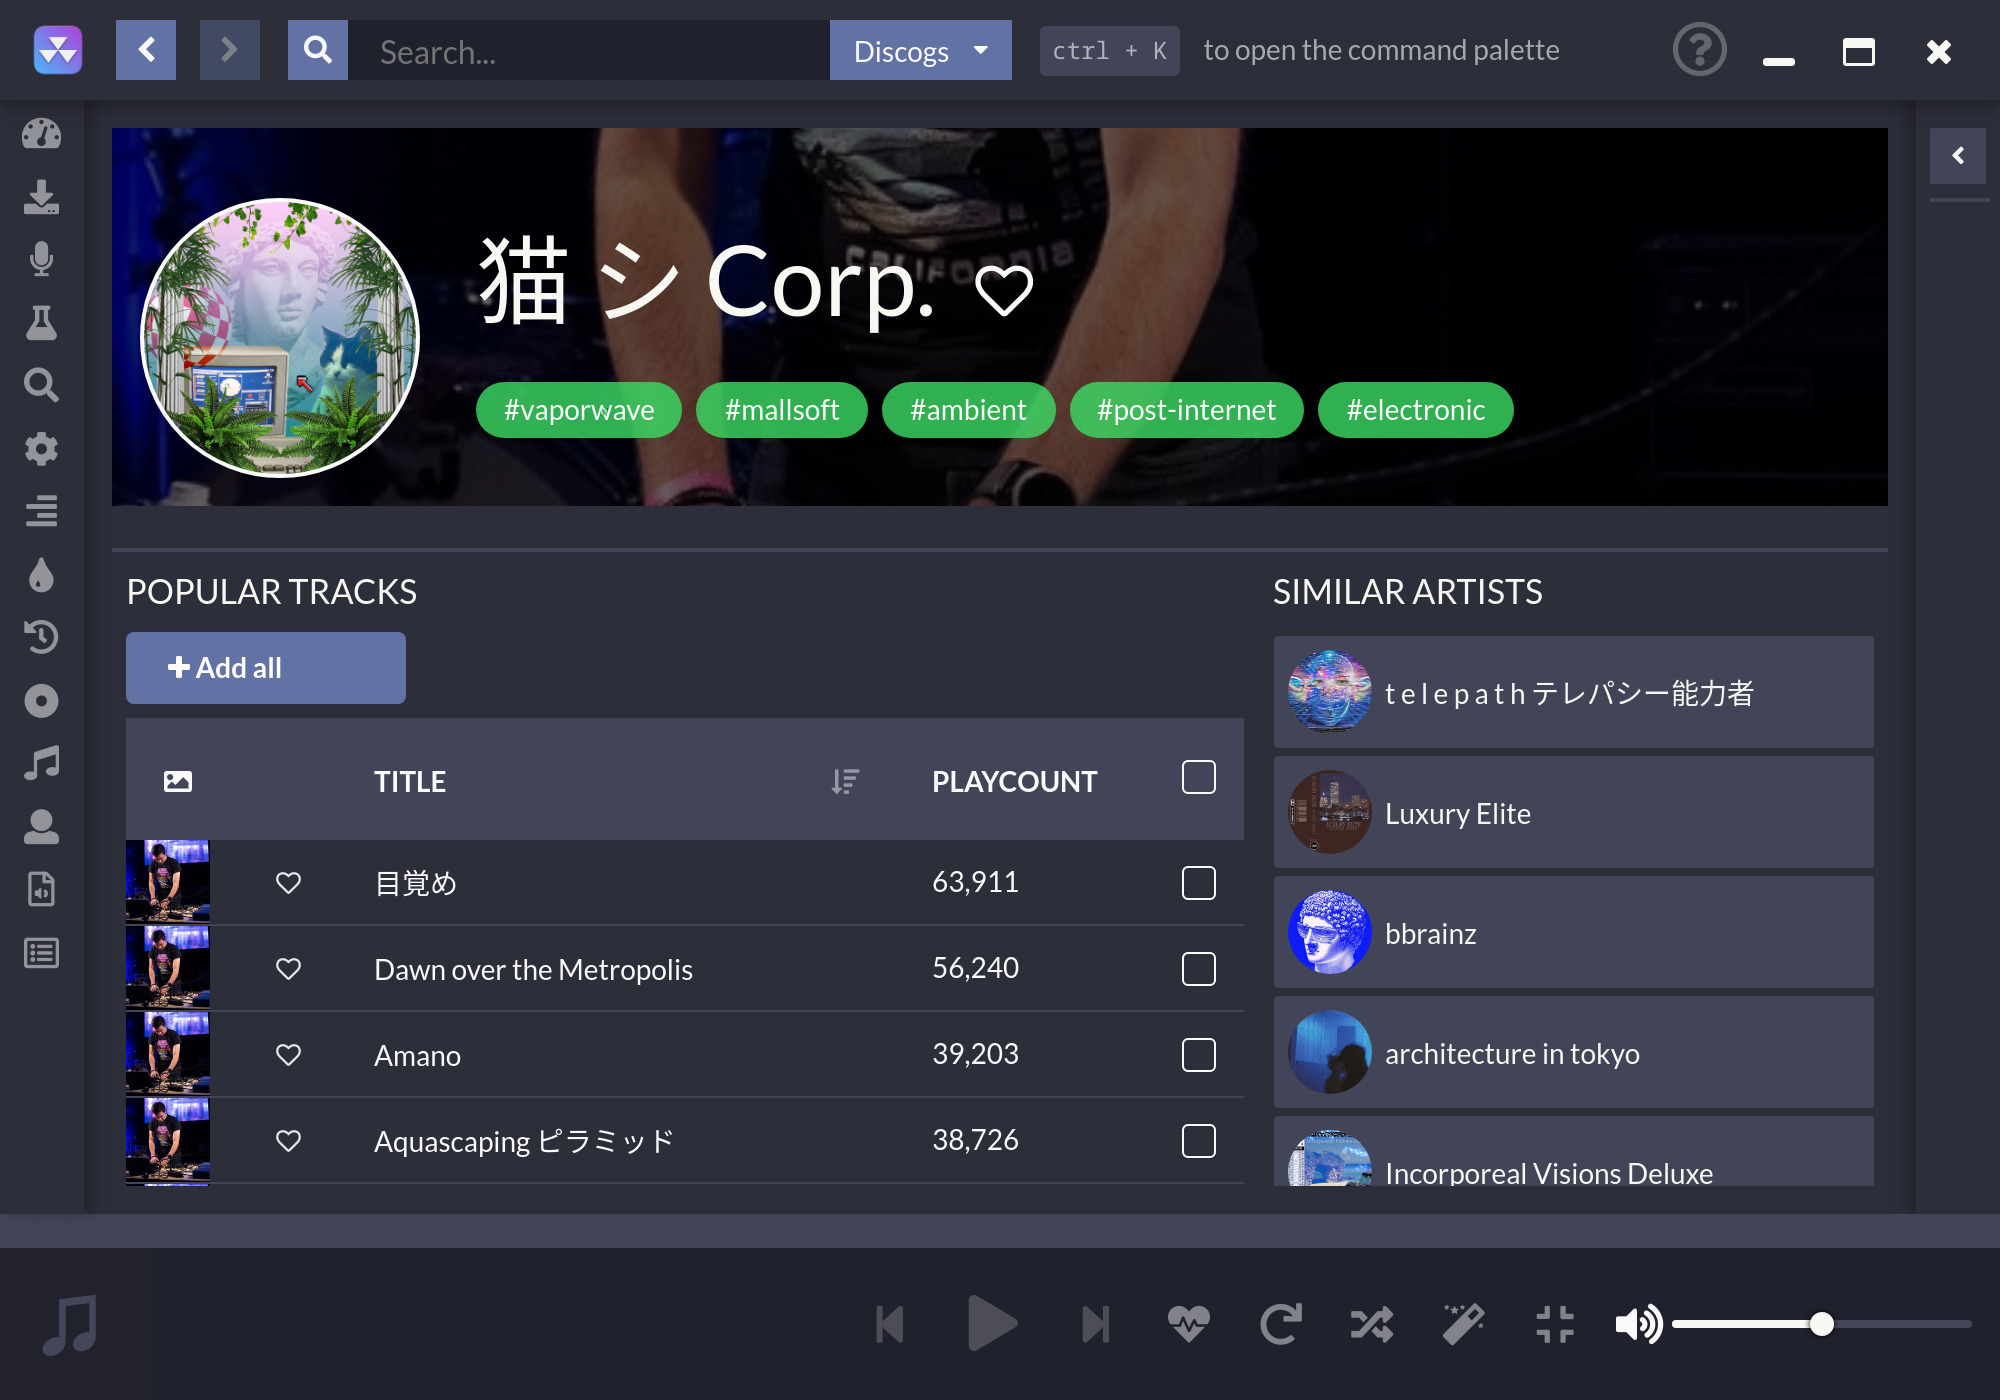 Search...
Discogs
ctrl + K to open the command palette
CALIFORNIA
猫 シ Corp.
#vaporwave #mallsoft #ambient #post-internet #electronic
POPULAR TRACKS
Add all
TITLE PLAYCOUNT
目覚め 63,911
Dawn over the Metropolis 56,240
Amano 39,203
Aquascaping ピラミッド 38,726
SIMILAR ARTISTS
t e l e p a t h テレパシー能力者
Luxury Elite
bbrainz
architecture in tokyo
Incorporeal Visions Deluxe